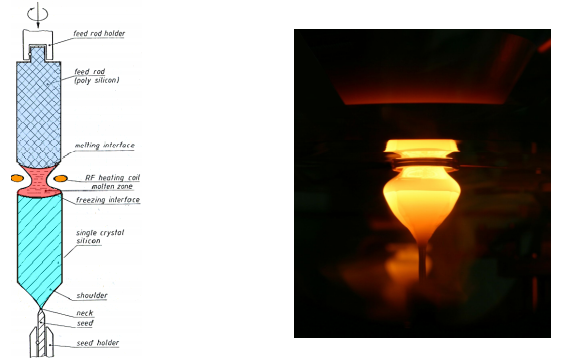 feed rod holder
feed rod
(poly silicon)
melting interface
RF heating coil
molten zone
freezing interface
single crystal
silicon
shoulder
neck
seed
seed holder